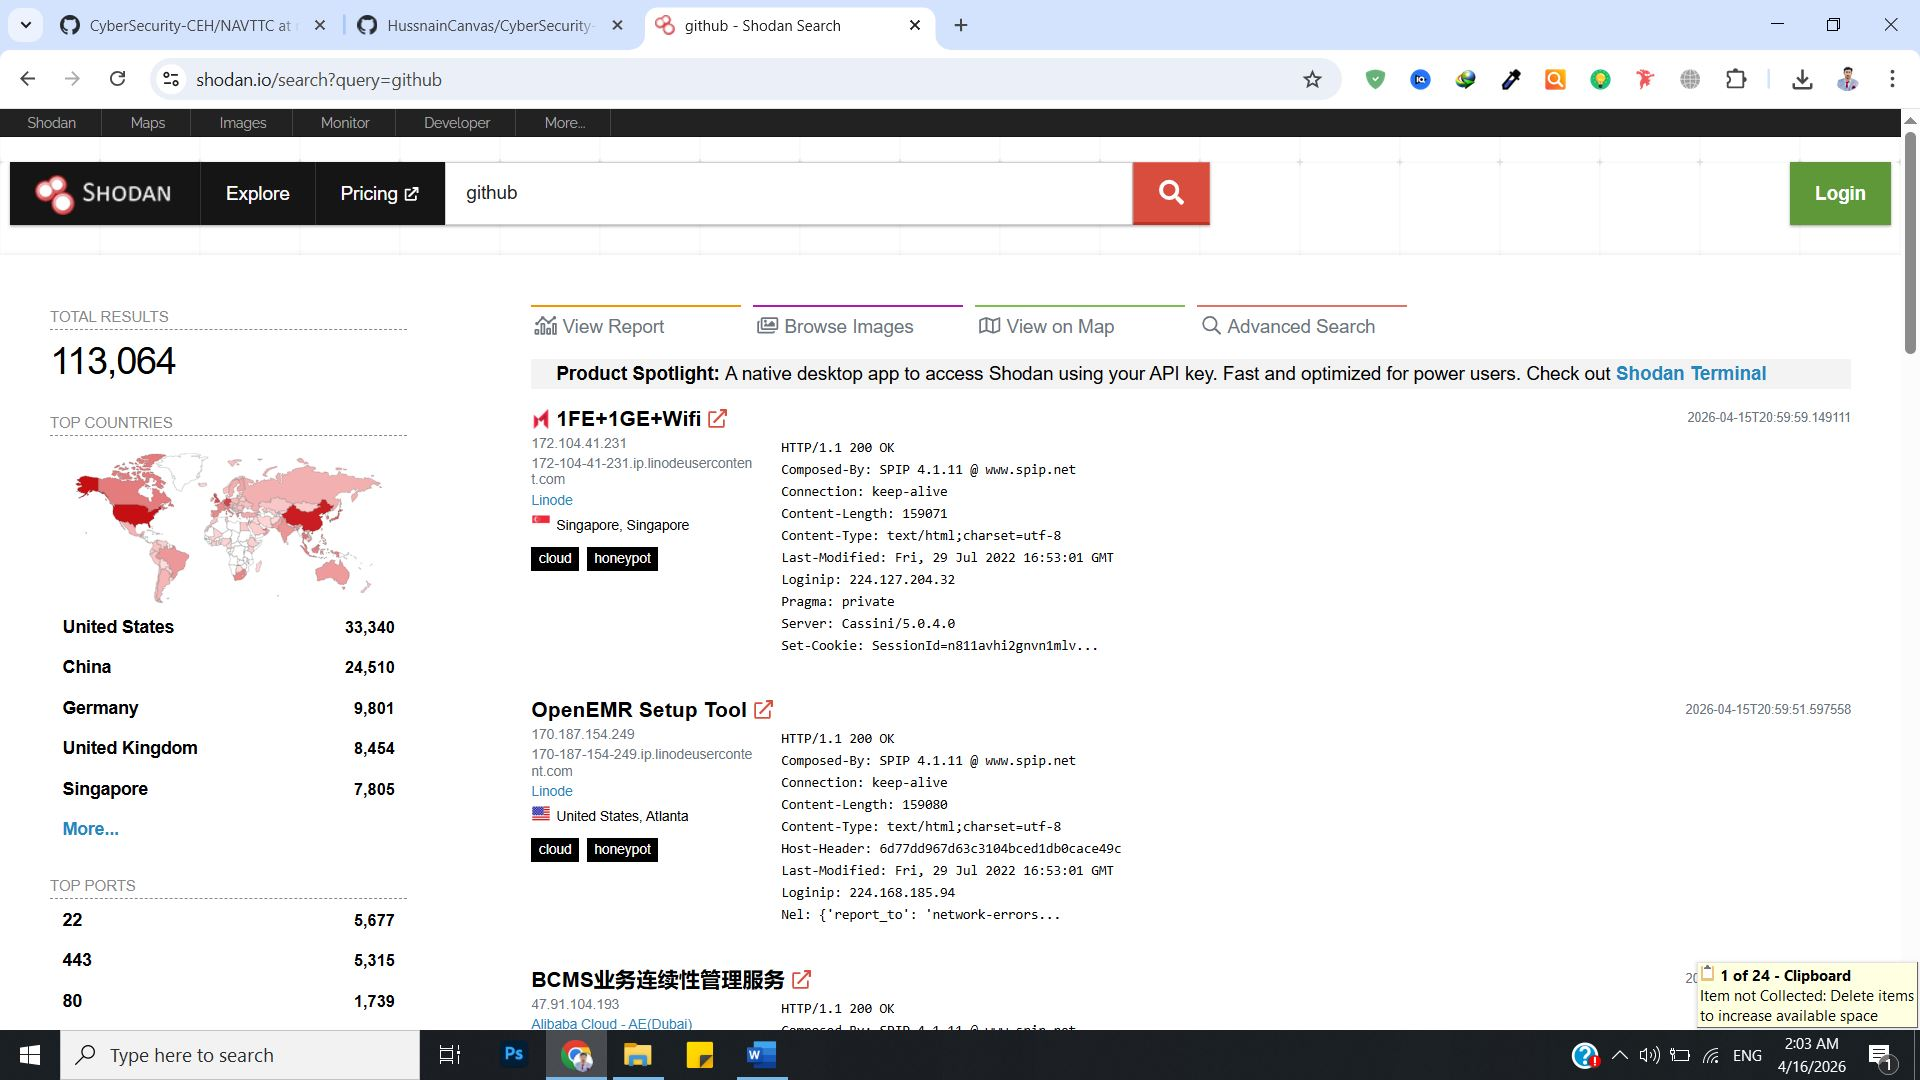 CyberSecurity-CEH/NAVTTC at
HussnainCanvas/CyberSecurity-
github - Shodan Search
shodan.io/search?query=github
Shodan
Maps
Images
Monitor
Developer
More...
SHODAN
Explore
Pricing
github
Login
TOTAL RESULTS
113,064
TOP COUNTRIES
United States 33,340
China 24,510
Germany 9,801
United Kingdom 8,454
Singapore 7,805
More...
TOP PORTS
22 5,677
443 5,315
80 1,739
View Report
Browse Images
View on Map
Advanced Search
Product Spotlight: A native desktop app to access Shodan using your API key. Fast and optimized for power users. Check out Shodan Terminal
1FE+1GE+Wifi
2026-04-15T20:59:59.149111
172.104.41.231
172-104-41-231.ip.linodeuserconten
t.com
Linode
Singapore, Singapore
cloud honeypot
HTTP/1.1 200 OK
Composed-By: SPIP 4.1.11 @ www.spip.net
Connection: keep-alive
Content-Length: 159071
Content-Type: text/html;charset=utf-8
Last-Modified: Fri, 29 Jul 2022 16:53:01 GMT
Loginip: 224.127.204.32
Pragma: private
Server: Cassini/5.0.4.0
Set-Cookie: SessionId=n811avhi2gnvn1mlv...
OpenEMR Setup Tool
2026-04-15T20:59:51.597558
170.187.154.249
170-187-154-249.ip.linodeuserconte
nt.com
Linode
United States, Atlanta
cloud honeypot
HTTP/1.1 200 OK
Composed-By: SPIP 4.1.11 @ www.spip.net
Connection: keep-alive
Content-Length: 159080
Content-Type: text/html;charset=utf-8
Host-Header: 6d77dd967d63c3104bced1db0cace49c
Last-Modified: Fri, 29 Jul 2022 16:53:01 GMT
Loginip: 224.168.185.94
Nel: {'report_to': 'network-errors...
BCMS业务连续性管理服务
47.91.104.193
Alibaba Cloud - AE(Dubai)
HTTP/1.1 200 OK
Composed-By: SPIP 4.1.11 @ www.spip.net
1 of 24 - Clipboard
Item not Collected: Delete items
to increase available space
Type here to search
Ps
ENG
2:03 AM
4/16/2026
1